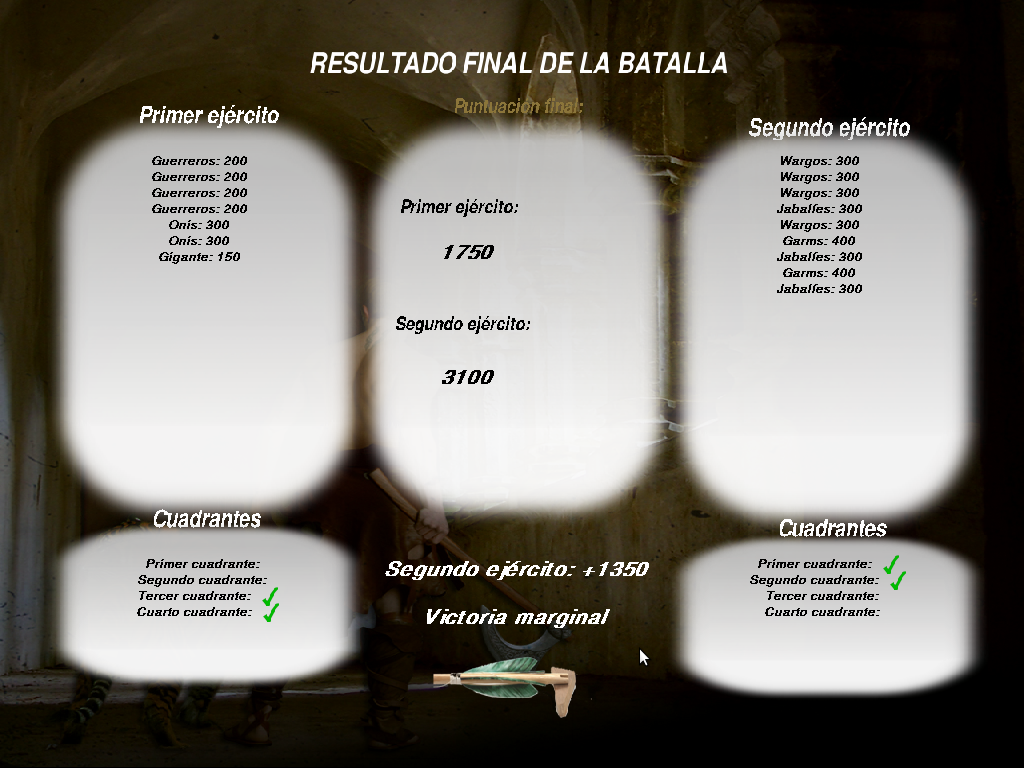 RESULTADO FINAL DE LA BATALLA
Puntuacion final:
Primer ejército
Guerreros: 200
Guerreros: 200
Guerreros: 200
Guerreros: 200
Onis: 300
Onis: 300
Gigante: 150
Primer ejército:
1750
Segundo ejército:
3100
Segundo ejército
Wargos: 300
Wargos: 300
Wargos: 300
Jabalíes: 300
Wargos: 300
Garms: 400
Jabalíes: 300
Garms: 400
Jabalíes: 300
Cuadrantes
Primer cuadrante:
Segundo cuadrante:
Tercer cuadrante:
Cuarto cuadrante:
Segundo ejército: +1350
Victoria marginal
Cuadrantes
Primer cuadrante:
Segundo cuadrante:
Tercer cuadrante:
Cuarto cuadrante: